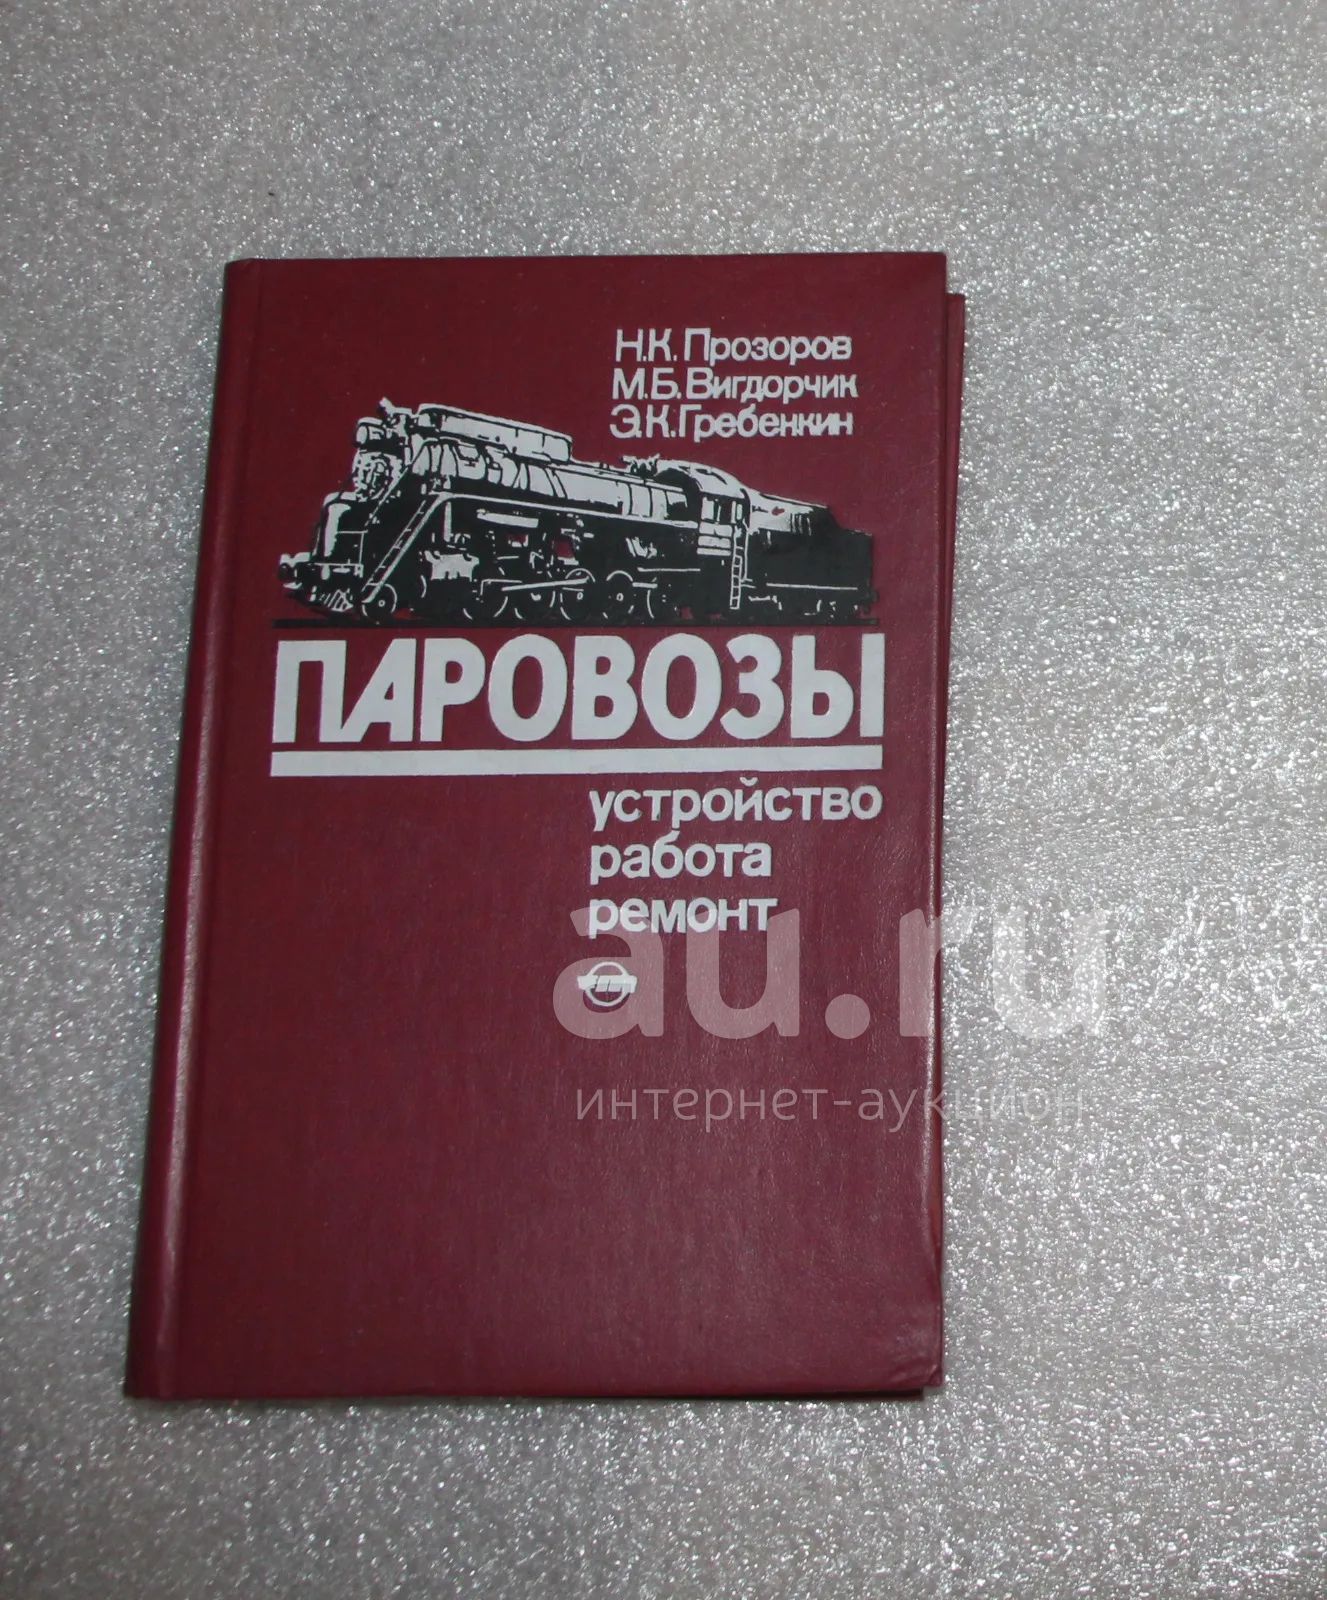 Н.К. Прозоров
М.Б. Вигдорчик
Э.К. Гребенкин
ПАРОВОЗЫ
устройство
работа
ремонт
au.ru
интернет-аукцион